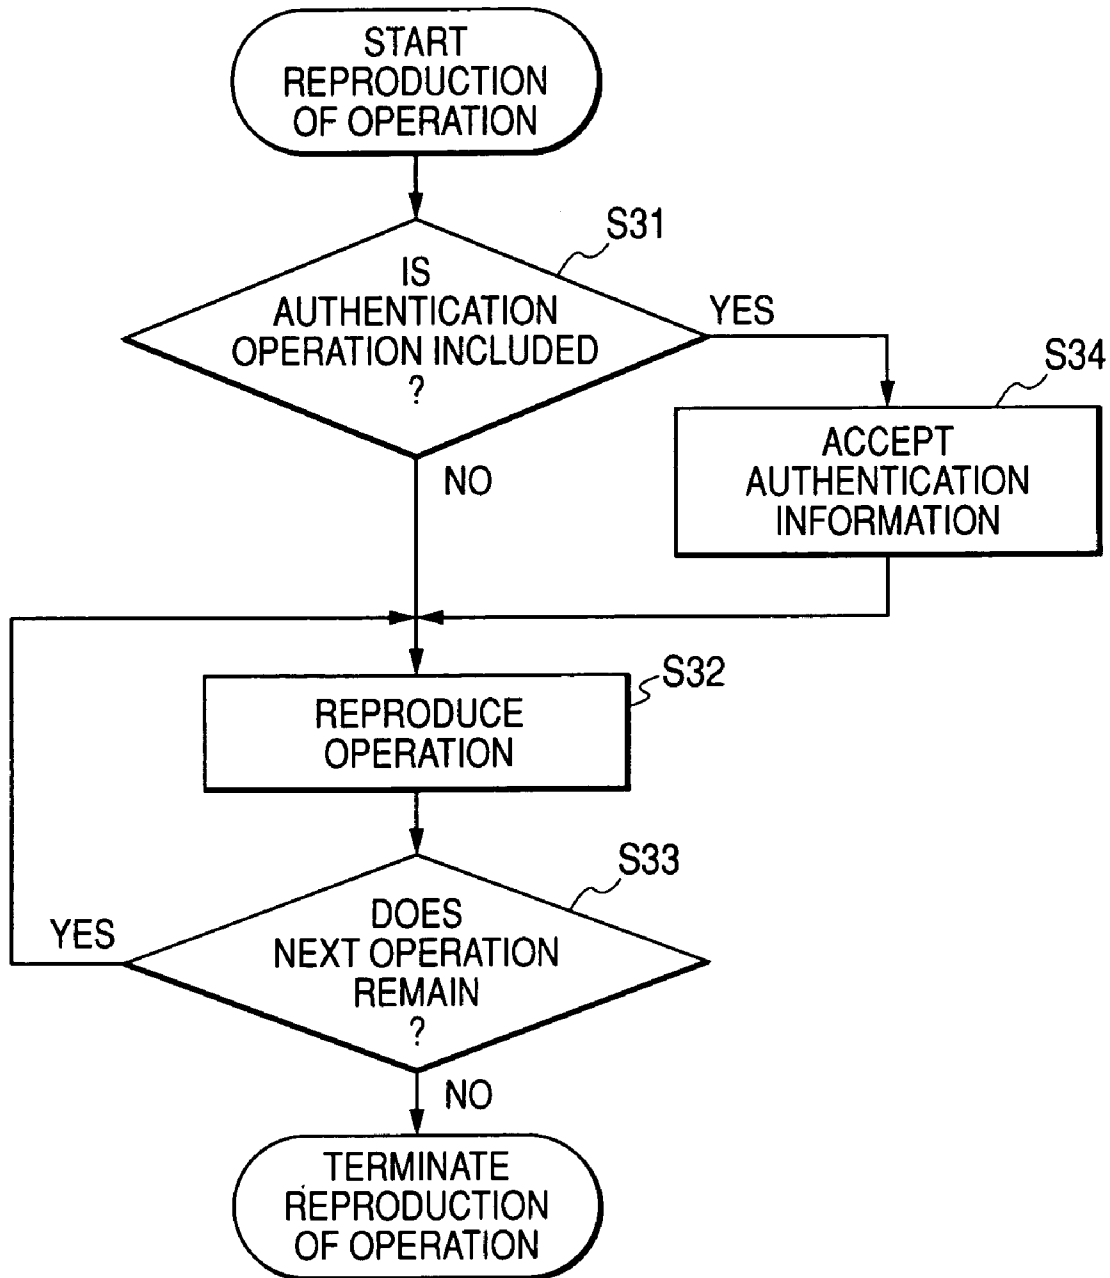 START
REPRODUCTION
OF OPERATION
S31
IS
AUTHENTICATION
OPERATION INCLUDED
?
YES
S34
ACCEPT
AUTHENTICATION
INFORMATION
NO
S32
REPRODUCE
OPERATION
S33
DOES
NEXT OPERATION
REMAIN
?
YES
NO
TERMINATE
REPRODUCTION
OF OPERATION